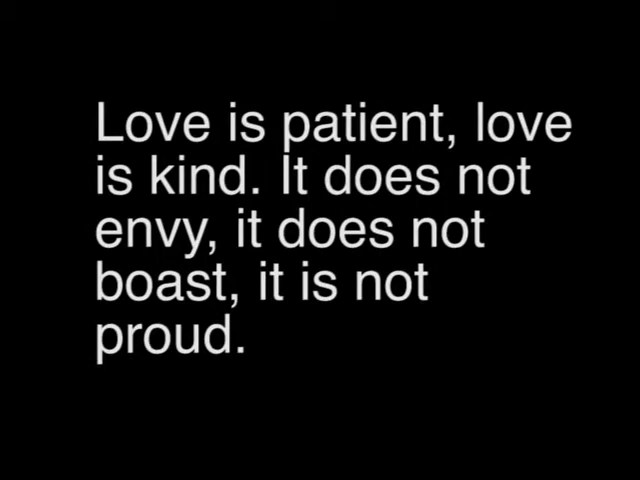 Love is patient, love
is kind. It does not
envy, it does not
boast, it is not
proud.